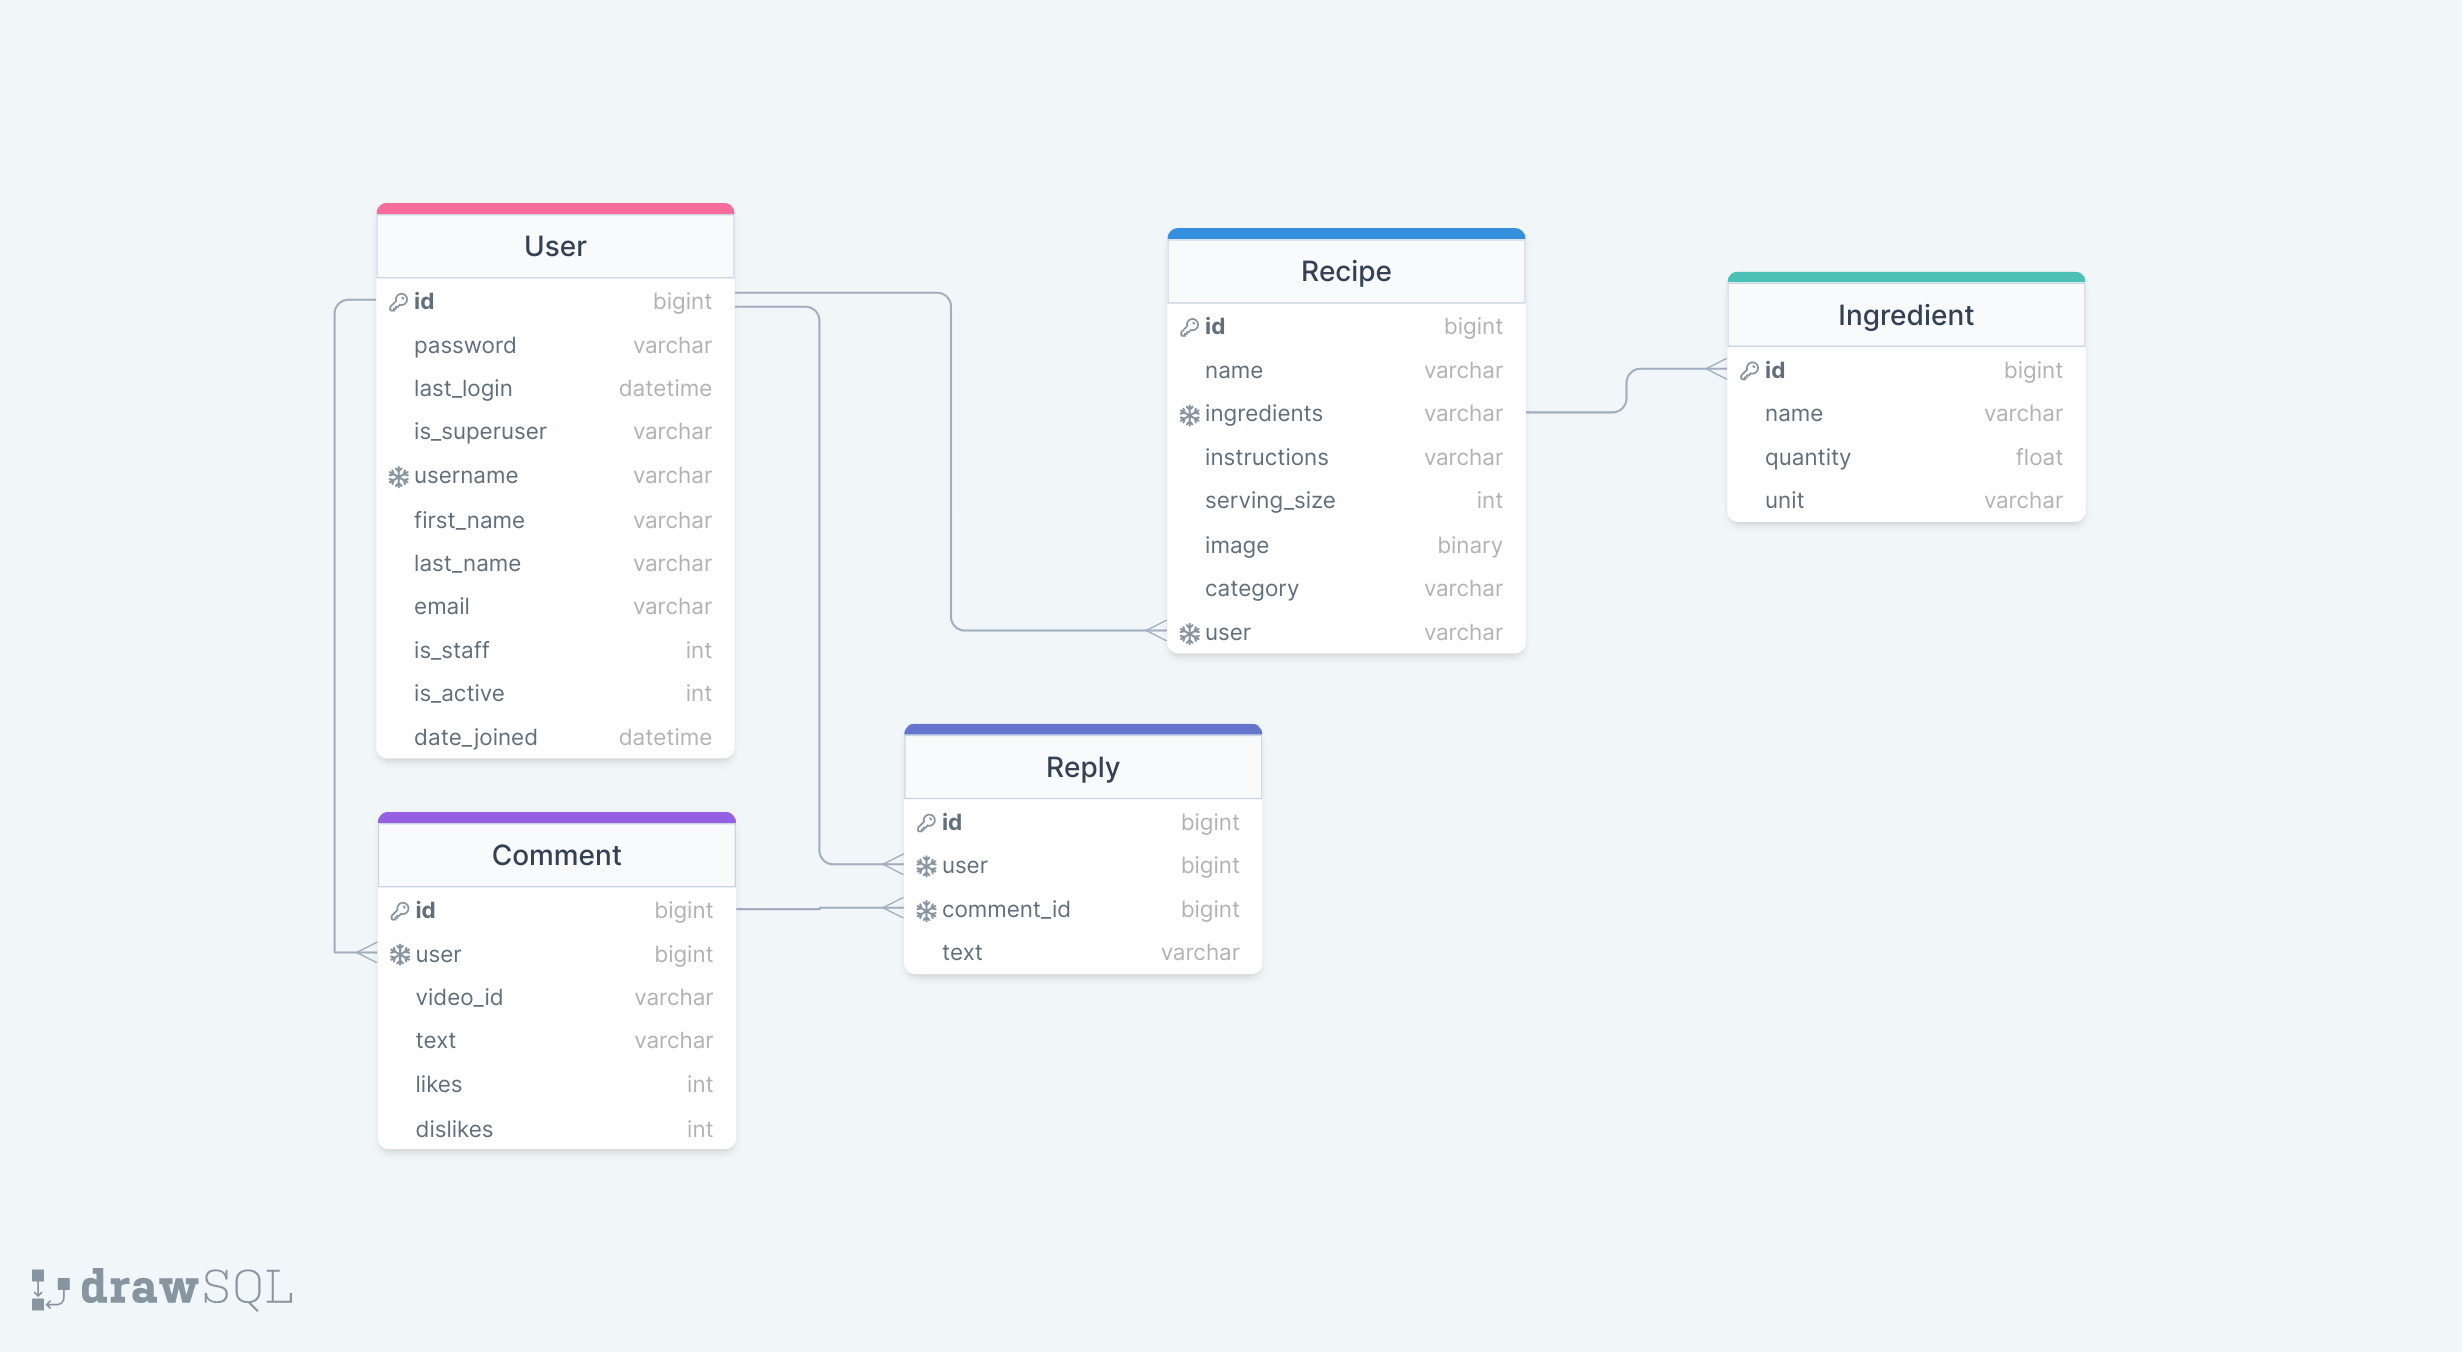 User
id bigint
password varchar
last_login datetime
is_superuser varchar
username varchar
first_name varchar
last_name varchar
email varchar
is_staff int
is_active int
date_joined datetime
Recipe
id bigint
name varchar
ingredients varchar
instructions varchar
serving_size int
image binary
category varchar
user varchar
Ingredient
id bigint
name varchar
quantity float
unit varchar
Comment
id bigint
user bigint
video_id varchar
text varchar
likes int
dislikes int
Reply
id bigint
user bigint
comment_id bigint
text varchar
drawSQL